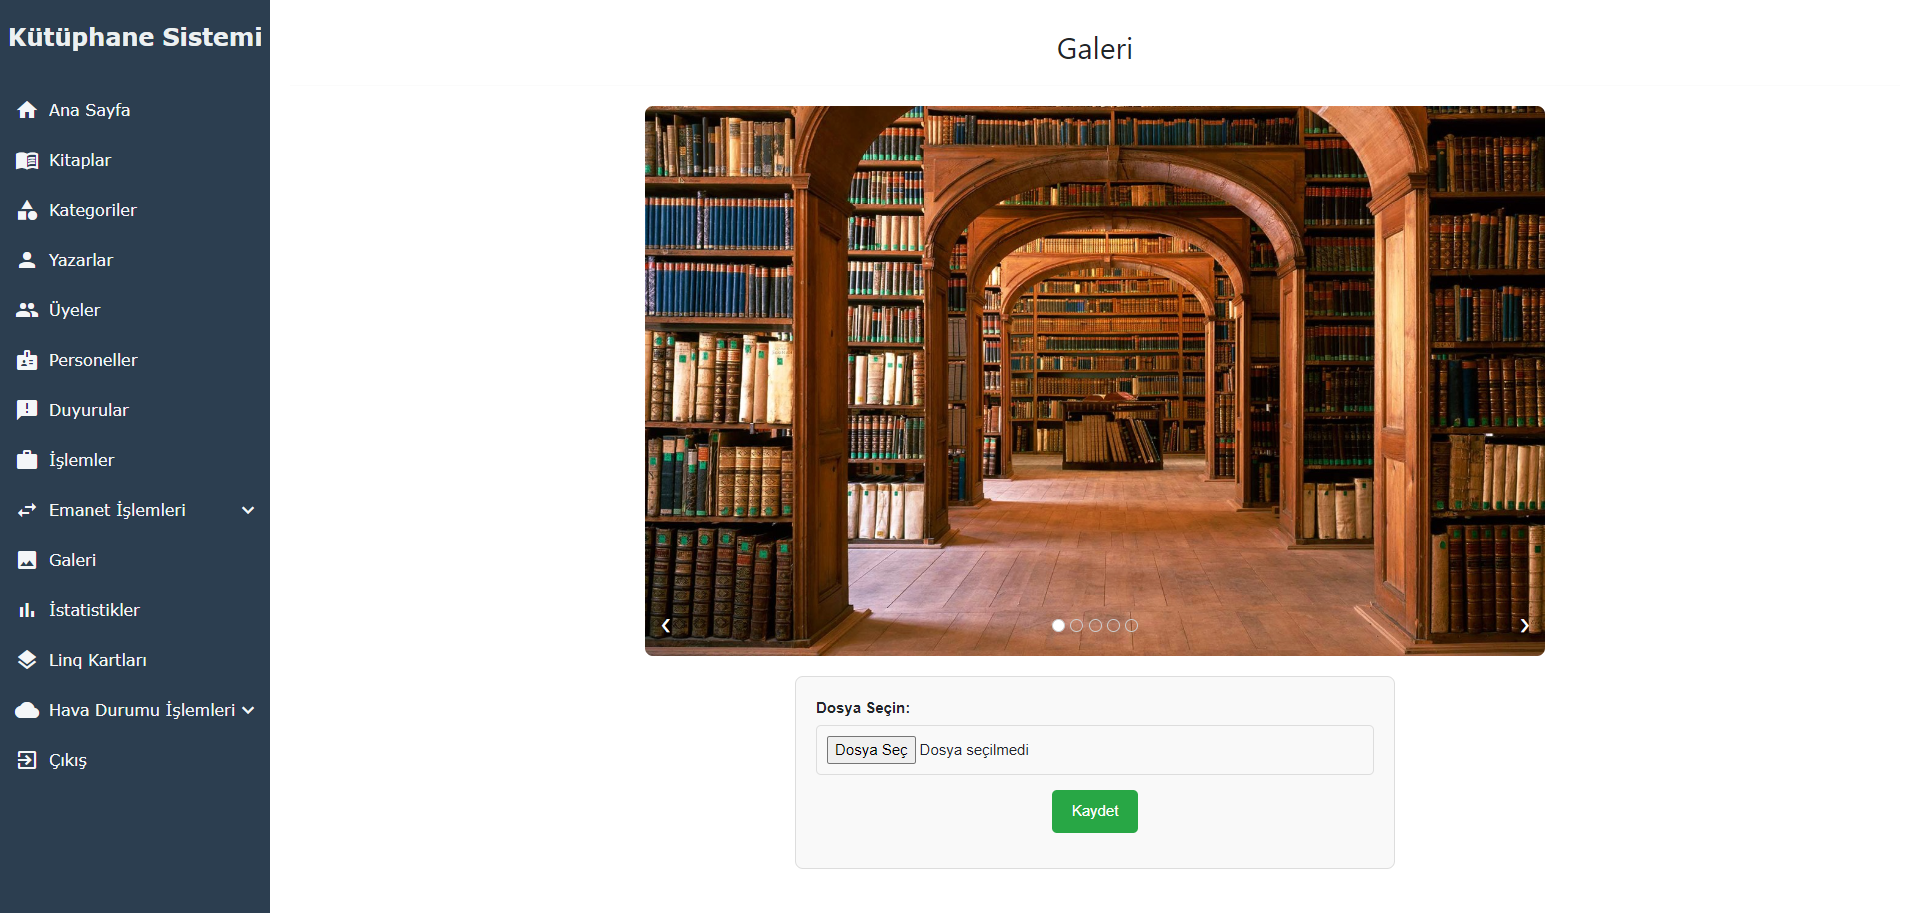 Kütüphane Sistemi
Ana Sayfa
Kitaplar
Kategoriler
Yazarlar
Üyeler
Personeller
Duyurular
İşlemler
Emanet İşlemleri
Galeri
İstatistikler
Linq Kartları
Hava Durumu İşlemleri
Çıkış
Galeri
Dosya Seçin:
Dosya Seç Dosya seçilmedi
Kaydet